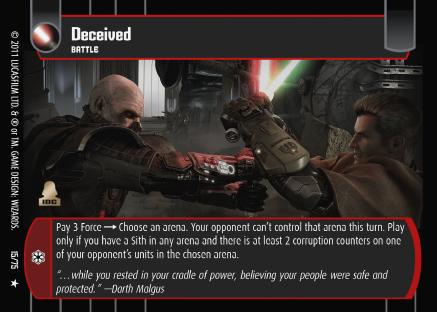 Deceived
BATTLE
© 2011 LUCASFILM LTD. & ® or TM. GAME DESIGN: WIZARDS.
15/75
IDC
Pay 3 Force → Choose an arena. Your opponent can't control that arena this turn. Play
only if you have a Sith in any arena and there is at least 2 corruption counters on one
of your opponent's units in the chosen arena.
“...while you rested in your cradle of power, believing your people were safe and
protected.” —Darth Malgus